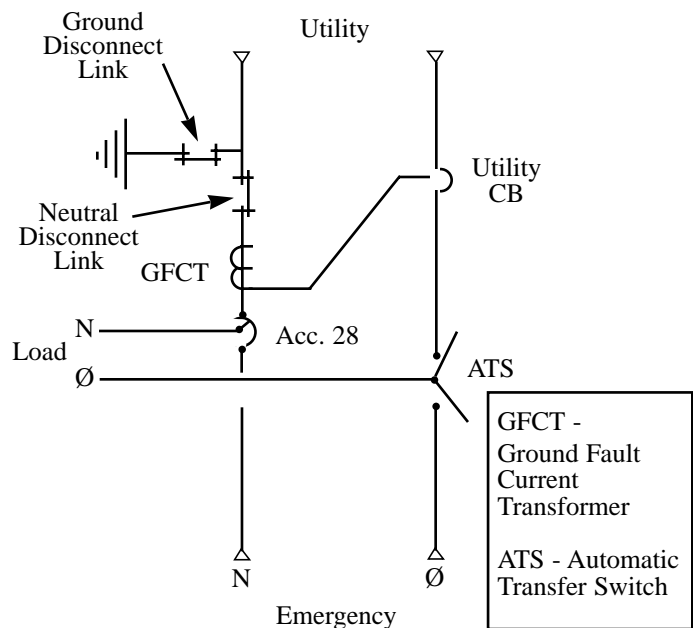 Ground
Disconnect
Link
Utility
Utility
CB
Neutral
Disconnect
Link
GFCT
N
Acc. 28
Load
Ø
ATS
GFCT -
Ground Fault
Current
Transformer
ATS - Automatic
Transfer Switch
N
Ø
Emergency